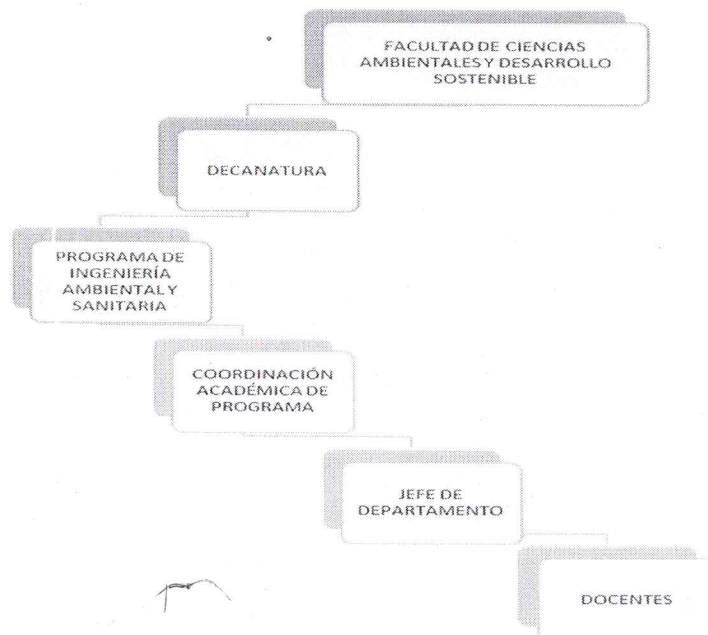 FACULTAD DE CIENCIAS
AMBIENTALES Y DESARROLLO
SOSTENIBLE
DECANATURA
PROGRAMA DE
INGENIERÍA
AMBIENTAL Y
SANITARIA
COORDINACIÓN
ACADÉMICA DE
PROGRAMA
JEFE DE
DEPARTAMENTO
DOCENTES